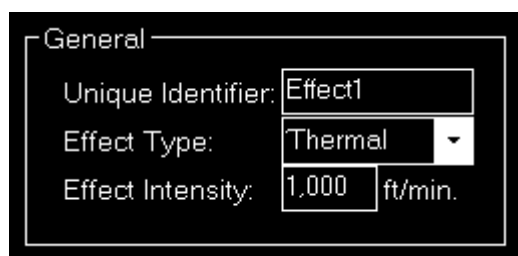 General
Unique Identifier: Effect1
Effect Type: Thermal
Effect Intensity: 1,000 ft/min.